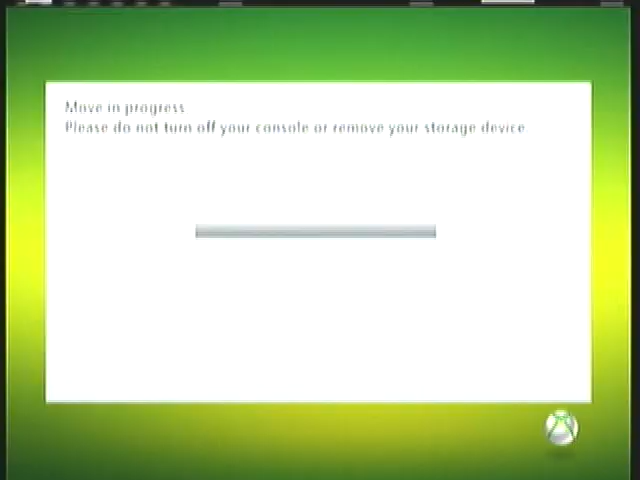 Move in progress
Please do not turn off your console or remove your storage device.